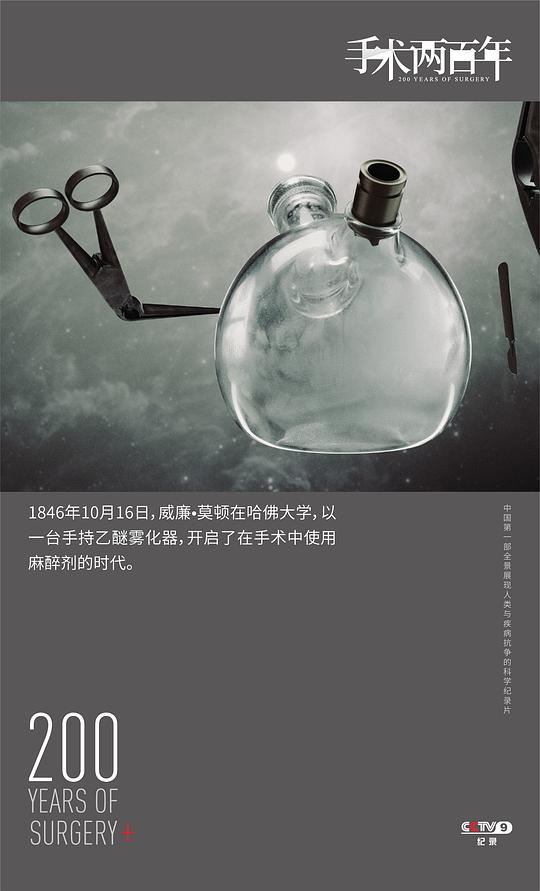 手术两百年
200 YEARS OF SURGERY
1846年10月16日，威廉•莫顿在哈佛大学，以
一台手持乙醚雾化器，开启了在手术中使用
麻醉剂的时代。
中国第一部全景展现人类与疾病抗争的科学纪录片
200
YEARS OF
SURGERY+
CCTV 9
纪录